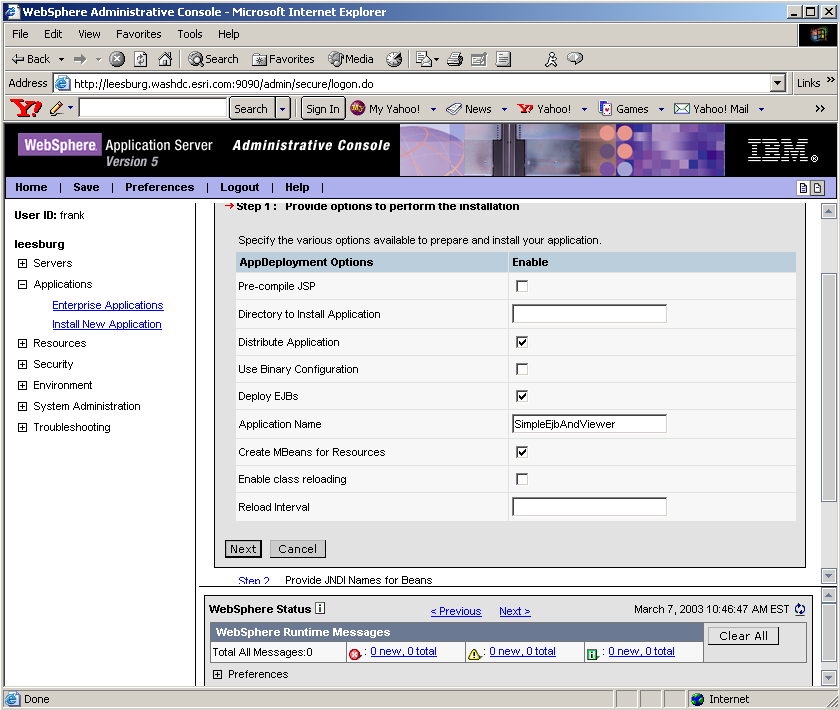 WebSphere Administrative Console - Microsoft Internet Explorer
File Edit View Favorites Tools Help
Back Search Favorites Media
Address http://leesburg.washdc.esri.com:9090/admin/secure/logon.do Links »
Y! Search Sign In My Yahoo! News Yahoo! Games Yahoo! Mail »
WebSphere Application Server Administrative Console IBM®
Version 5
Home | Save | Preferences | Logout | Help |
User ID: frank
leesburg
Servers
Applications
Enterprise Applications
Install New Application
Resources
Security
Environment
System Administration
Troubleshooting
Step 1 : Provide options to perform the installation
Specify the various options available to prepare and install your application.
AppDeployment Options Enable
Pre-compile JSP
Directory to Install Application
Distribute Application
Use Binary Configuration
Deploy EJBs
Application Name SimpleEjbAndViewer
Create MBeans for Resources
Enable class reloading
Reload Interval
Next Cancel
Step 2 Provide JNDI Names for Beans
WebSphere Status i < Previous Next > March 7, 2003 10:46:47 AM EST
WebSphere Runtime Messages Clear All
Total All Messages:0 : 0 new, 0 total : 0 new, 0 total : 0 new, 0 total
Preferences
Done Internet